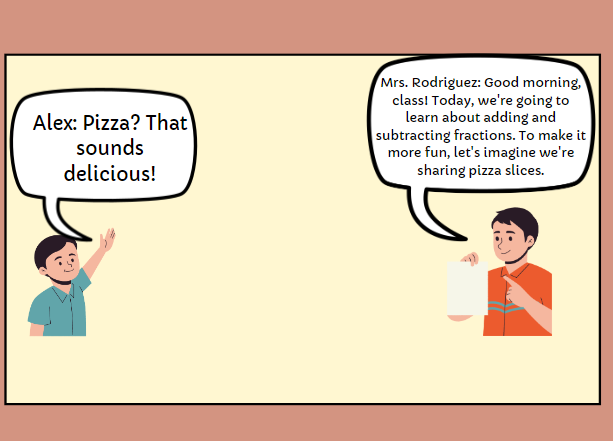 Alex: Pizza? That
sounds
delicious!
Mrs. Rodriguez: Good morning,
class! Today, we're going to
learn about adding and
subtracting fractions. To make it
more fun, let's imagine we're
sharing pizza slices.